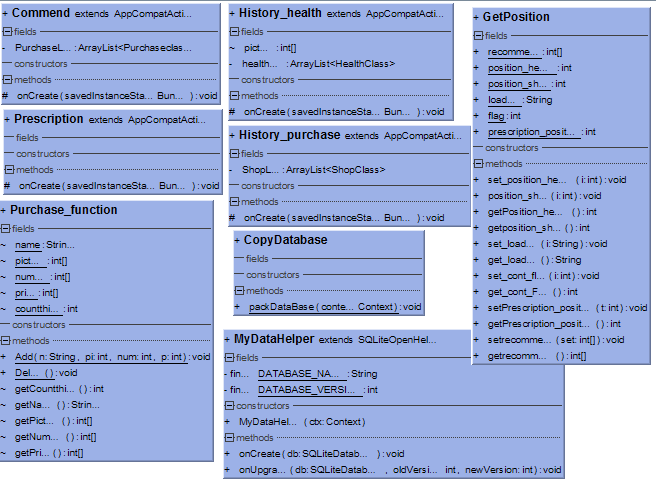 + Commend extends AppCompatActi...
fields
- PurchaseL... : ArrayList<Purchaseclas...
constructors
methods
# onCreate ( savedInstanceSta... Bun... ) : void
+ Prescription extends AppCompatActi...
fields
constructors
methods
# onCreate ( savedInstanceSta... Bun... ) : void
+ Purchase_function
fields
~ name : Strin...
~ pict... : int[]
~ num... : int[]
~ pri... : int[]
~ countthi... : int
constructors
methods
+ Add ( n: String , pi: int , num: int , p: int ) : void
+ Del... () : void
~ getCountthi... () : int
~ getNa... () : Strin...
~ getPict... () : int[]
~ getNum... () : int[]
~ getPri... () : int[]
+ History_health extends AppCompatActi...
fields
~ pict... : int[]
- health... : ArrayList<HealthClass>
constructors
methods
# onCreate ( savedInstanceSta... Bun... ) : void
+ History_purchase extends AppCompatActi...
fields
- ShopL... : ArrayList<ShopClass>
constructors
methods
# onCreate ( savedInstanceSta... Bun... ) : void
+ CopyDatabase
fields
constructors
methods
+ packDataBase ( conte... Context ) : void
+ MyDataHelper extends SQLiteOpenHel...
fields
- fin... DATABASE_NA... : String
- fin... DATABASE_VERSI... : int
constructors
+ MyDataHel... ( ctx: Context )
methods
+ onCreate ( db: SQLiteDatab... ) : void
+ onUpgra... ( db: SQLiteDatab... , oldVersi... int , newVersion: int ) : void
+ GetPosition
fields
+ recomme... : int[]
+ position_he... : int
+ position_sh... : int
+ load... : String
+ flag : int
+ prescription_posit... : int
constructors
methods
+ set_position_he... ( i: int ) : void
+ position_sh... ( i: int ) : void
+ getPosition_he... () : int
+ getposition_sh... () : int
+ set_load... ( i: String ) : void
+ get_load... () : String
+ set_cont_fl... ( i: int ) : void
+ get_cont_F... () : int
+ setPrescription_posit... ( t: int ) : void
+ getPrescription_posit... () : int
+ setrecomme... ( set: int[] ) : void
+ getrecomm... () : int[]